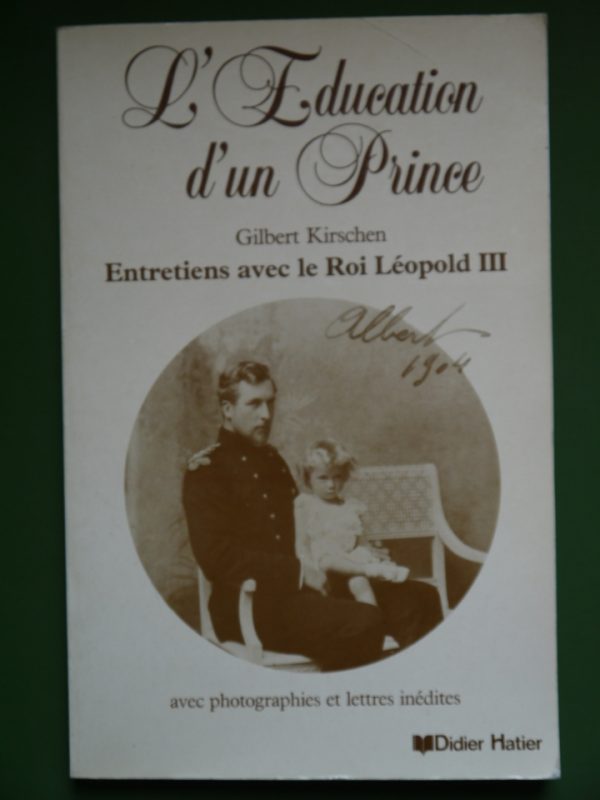 L'Education
d'un Prince
Gilbert Kirschen
Entretiens avec le Roi Léopold III
Albert
1904
avec photographies et lettres inédites
Didier Hatier